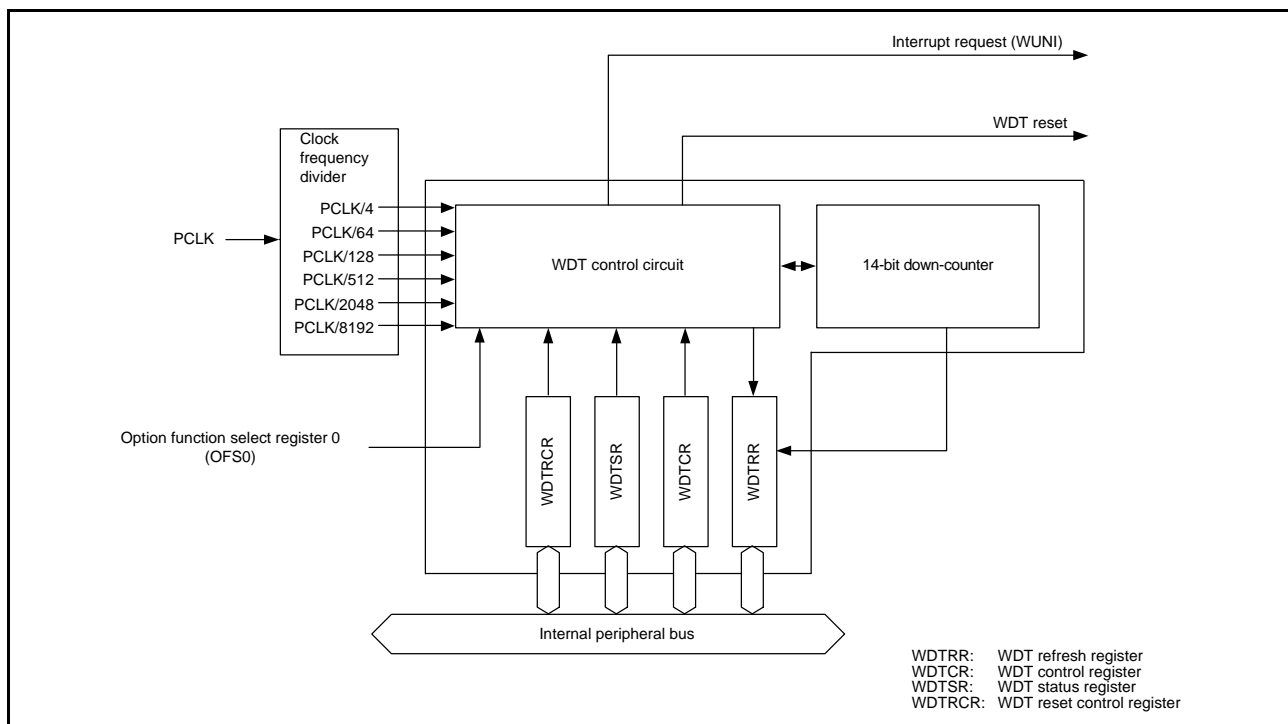 Interrupt request (WUNI)
WDT reset
Clock
frequency
divider
PCLK/4
PCLK/64
PCLK/128
PCLK/512
PCLK/2048
PCLK/8192
PCLK
WDT control circuit
14-bit down-counter
Option function select register 0
(OFS0)
WDTRCR
WDTSR
WDTCR
WDTRR
Internal peripheral bus
WDTRR: WDT refresh register
WDTCR: WDT control register
WDTSR: WDT status register
WDTRCR: WDT reset control register